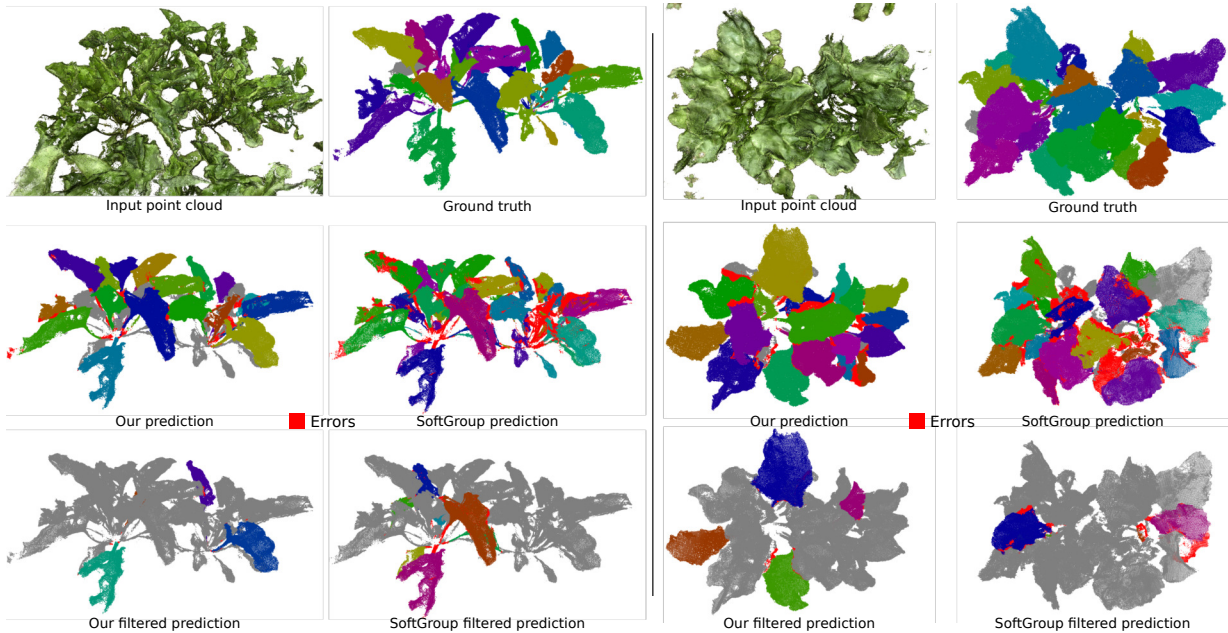 Input point cloud
Ground truth
Input point cloud
Ground truth
Our prediction
Errors
SoftGroup prediction
Our prediction
Errors
SoftGroup prediction
Our filtered prediction
SoftGroup filtered prediction
Our filtered prediction
SoftGroup filtered prediction